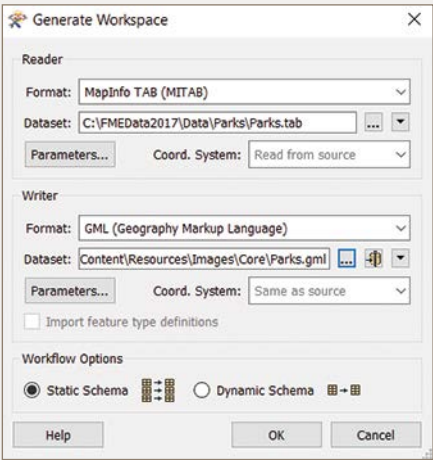 Generate Workspace
Reader
Format: MapInfo TAB (MITAB)
Dataset: C:\FMEData2017\Data\Parks\Parks.tab ...
Parameters... Coord. System: Read from source
Writer
Format: GML (Geography Markup Language)
Dataset: Content\Resources\Images\Core\Parks.gml ...
Parameters... Coord. System: Same as source
Import feature type definitions
Workflow Options
Static Schema Dynamic Schema
Help OK Cancel